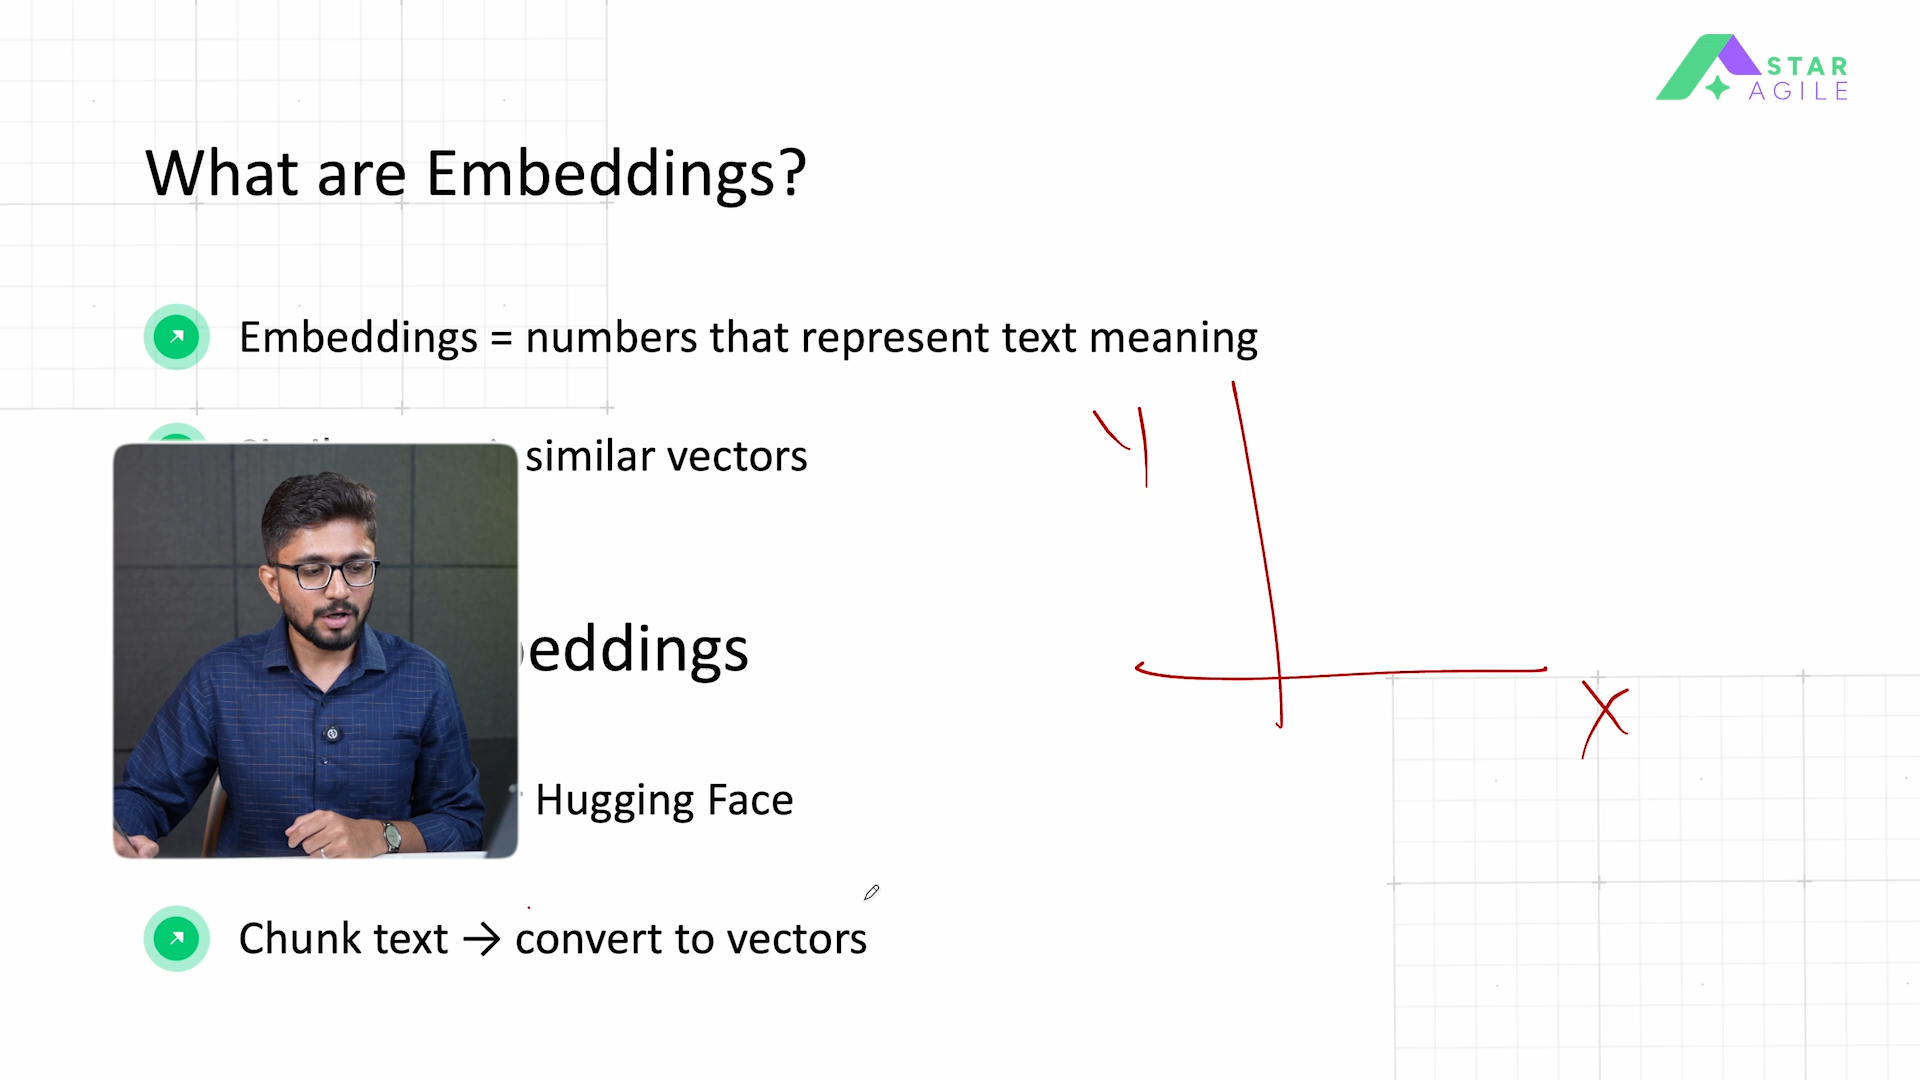 STAR
AGILE
What are Embeddings?
Embeddings = numbers that represent text meaning
similar vectors
Y
eddings
X
Hugging Face
Chunk text → convert to vectors